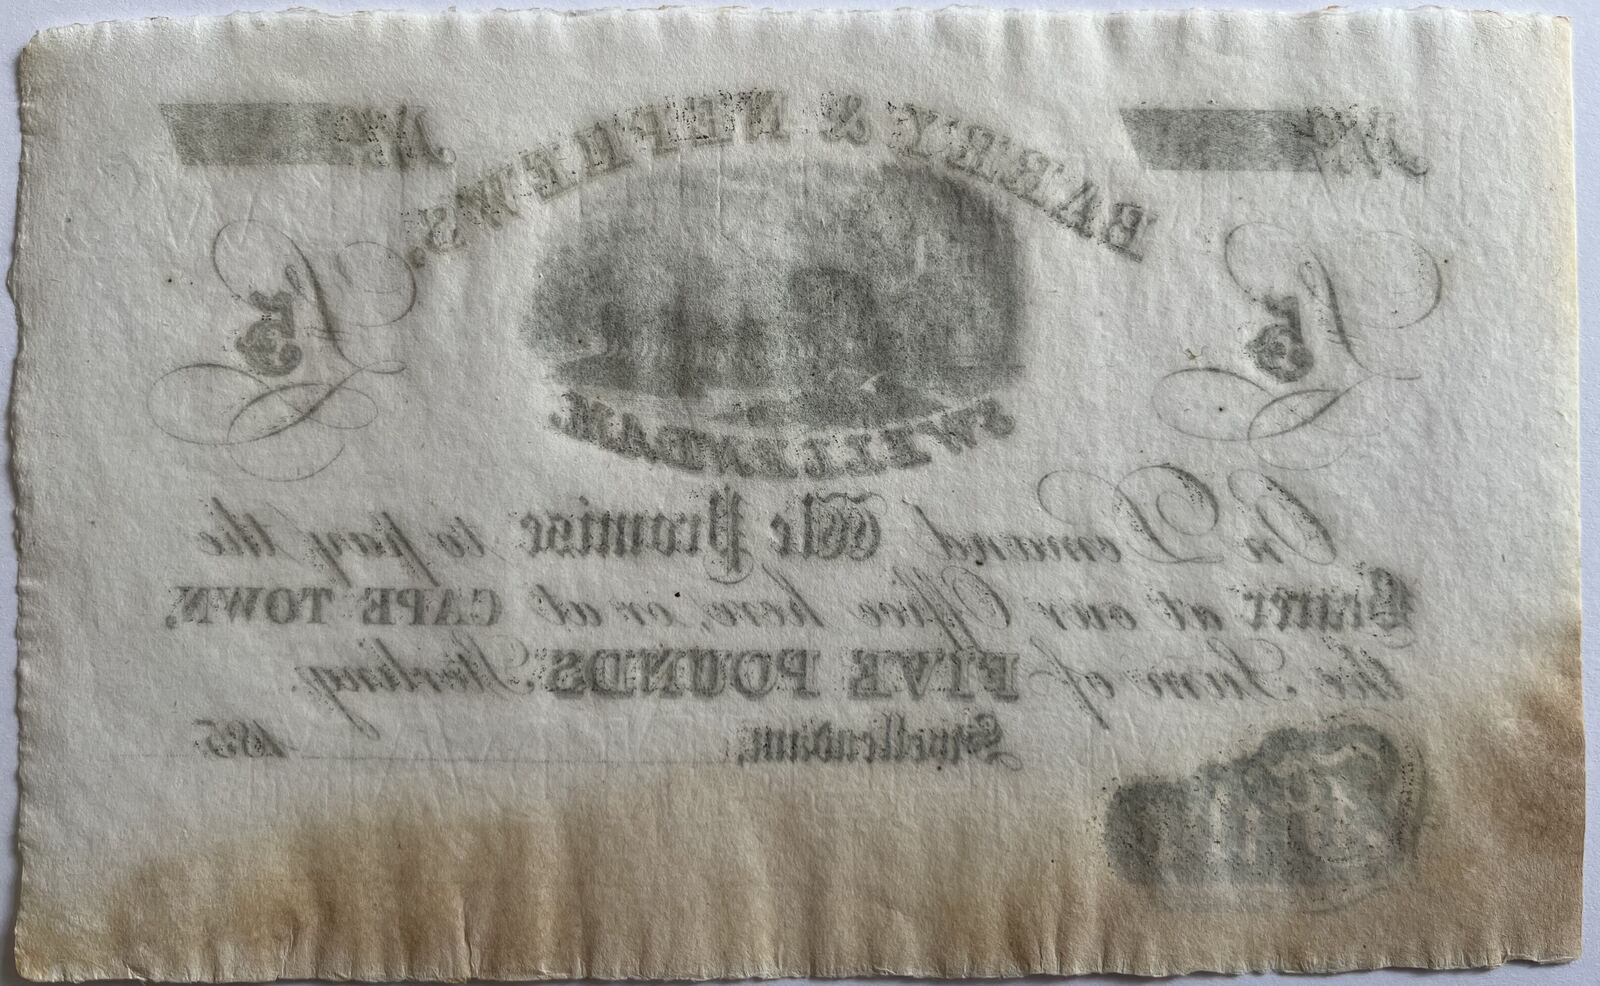 No No
BARRY & NEPHEWS.
£5 £5
SWELLENDAM.
On Demand We Promise to pay the
Bearer at our Office here, or at CAPE TOWN,
the Sum of FIVE POUNDS Sterling.
Swellendam, 185
Five